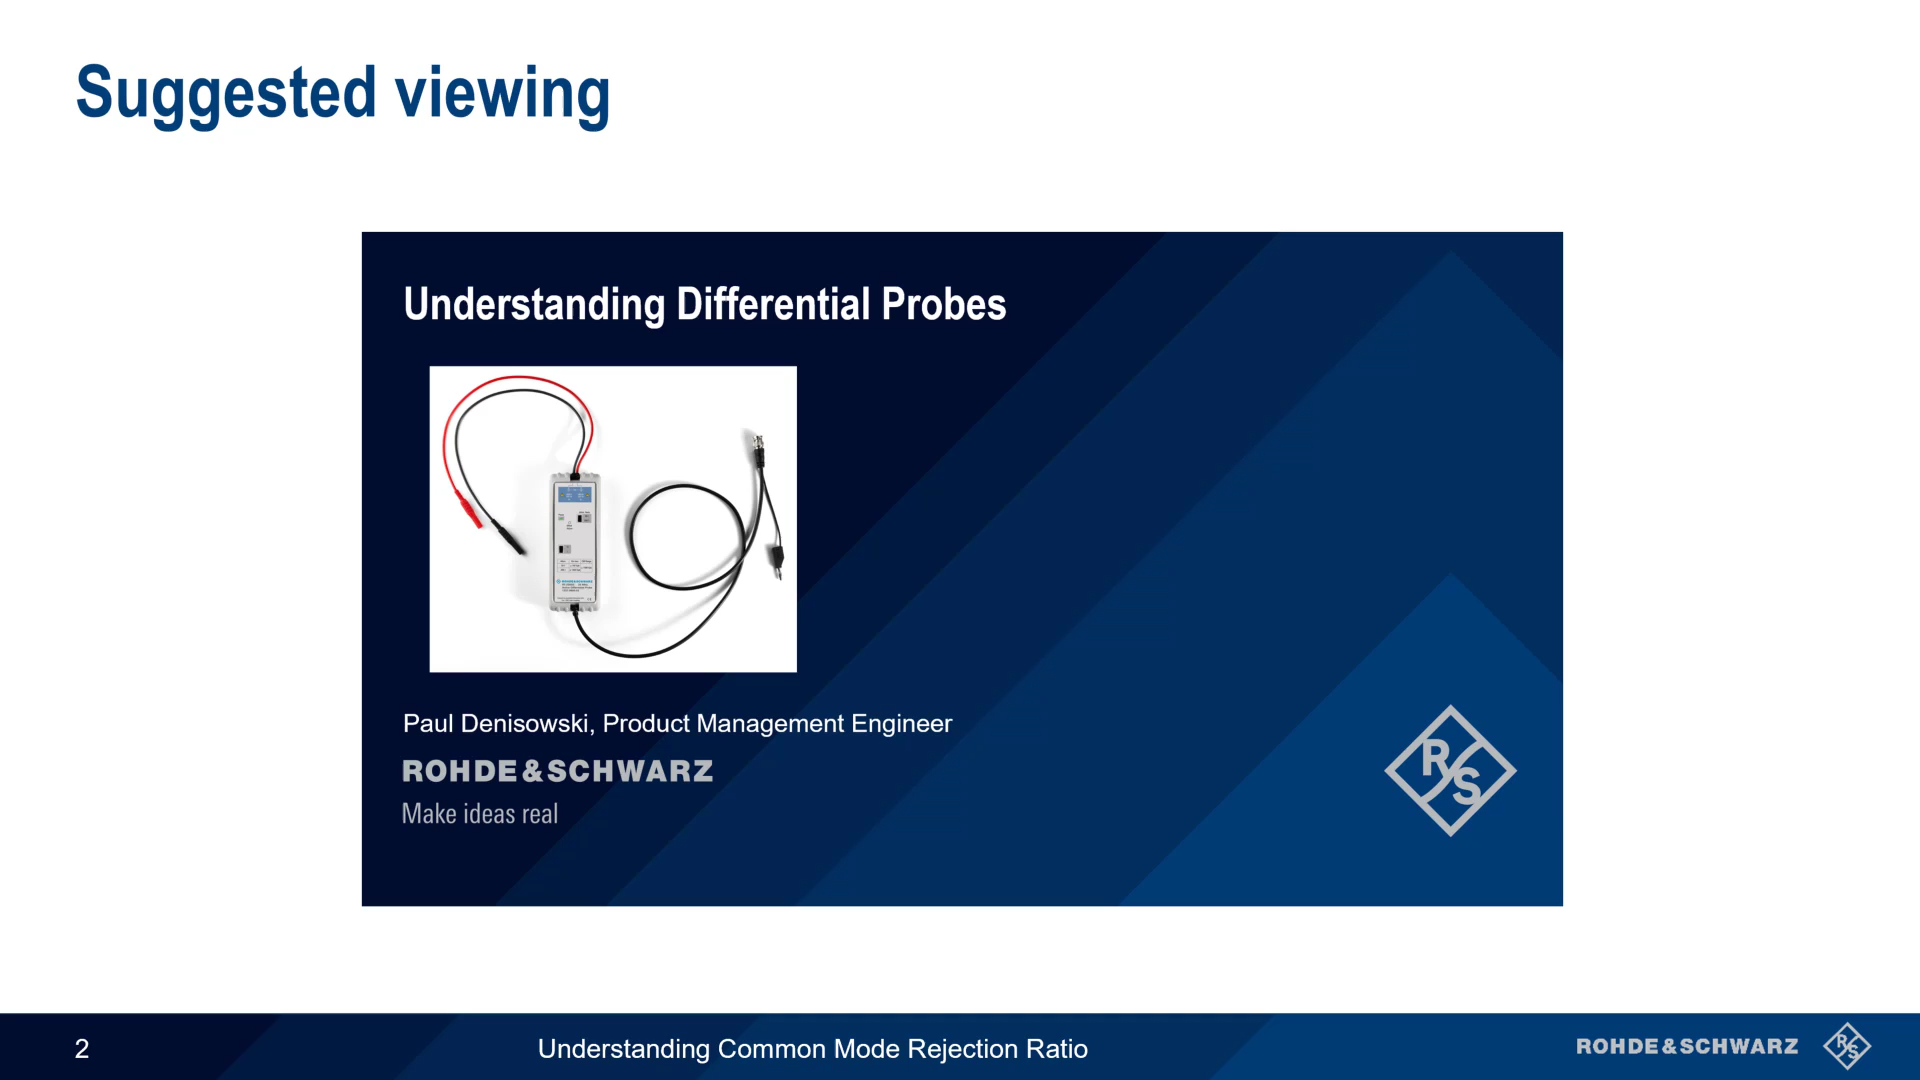 Suggested viewing
Understanding Differential Probes
Paul Denisowski, Product Management Engineer
ROHDE&SCHWARZ
Make ideas real
R S
2
Understanding Common Mode Rejection Ratio
ROHDE&SCHWARZ
R S